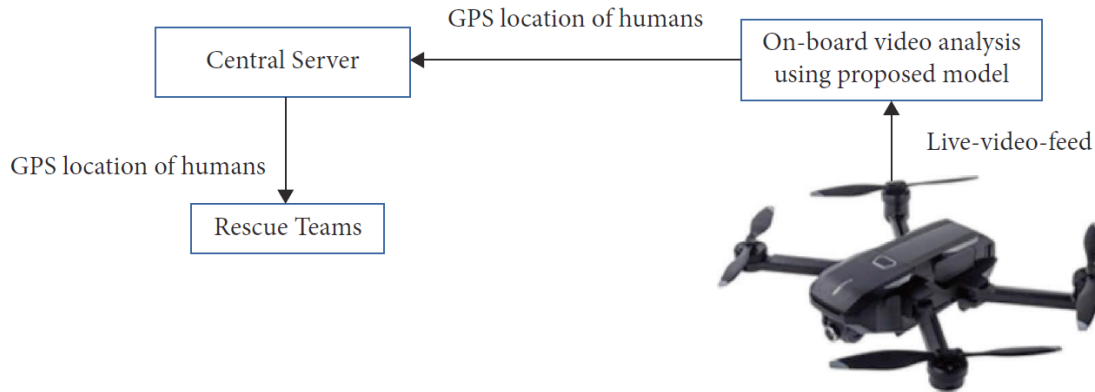 GPS location of humans
Central Server
On-board video analysis
using proposed model
Live-video-feed
GPS location of humans
Rescue Teams